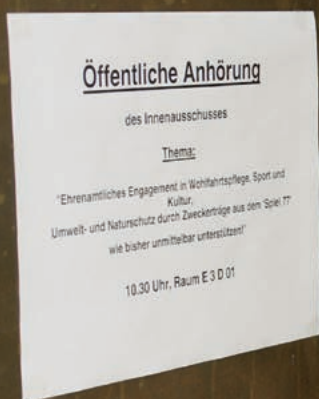 Öffentliche Anhörung
des Innenausschusses
Thema:
"Ehrenamtliches Engagement in Wohlfahrtspflege, Sport und
Kultur,
Umwelt- und Naturschutz durch Zweckerträge aus dem 'Spiel 77'
wie bisher unmittelbar unterstützen!"
10.30 Uhr, Raum E 3 D 01